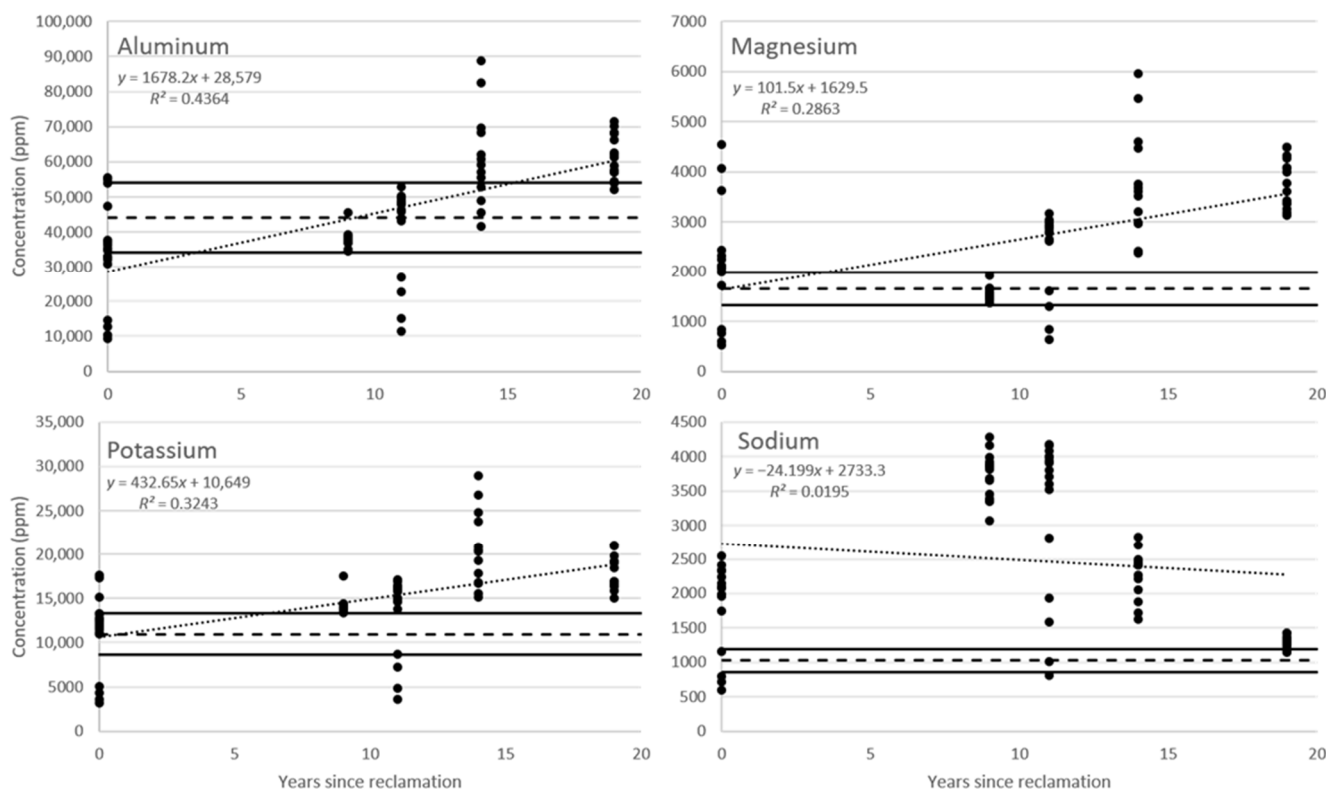 Aluminum
y = 1678.2x + 28,579
R² = 0.4364
Concentration (ppm)
100,000
90,000
80,000
70,000
60,000
50,000
40,000
30,000
20,000
10,000
0
0 5 10 15 20
Magnesium
y = 101.5x + 1629.5
R² = 0.2863
7000
6000
5000
4000
3000
2000
1000
0
0 5 10 15 20
Potassium
y = 432.65x + 10,649
R² = 0.3243
Concentration (ppm)
35,000
30,000
25,000
20,000
15,000
10,000
5000
0
0 5 10 15 20
Years since reclamation
Sodium
y = −24.199x + 2733.3
R² = 0.0195
4500
4000
3500
3000
2500
2000
1500
1000
500
0
0 5 10 15 20
Years since reclamation